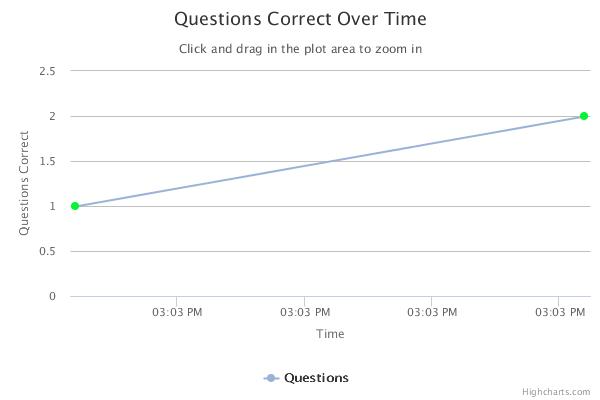 Questions Correct Over Time
Click and drag in the plot area to zoom in
2.5
2
1.5
1
0.5
0
Questions Correct
03:03 PM 03:03 PM 03:03 PM 03:03 PM
Time
Questions
Highcharts.com